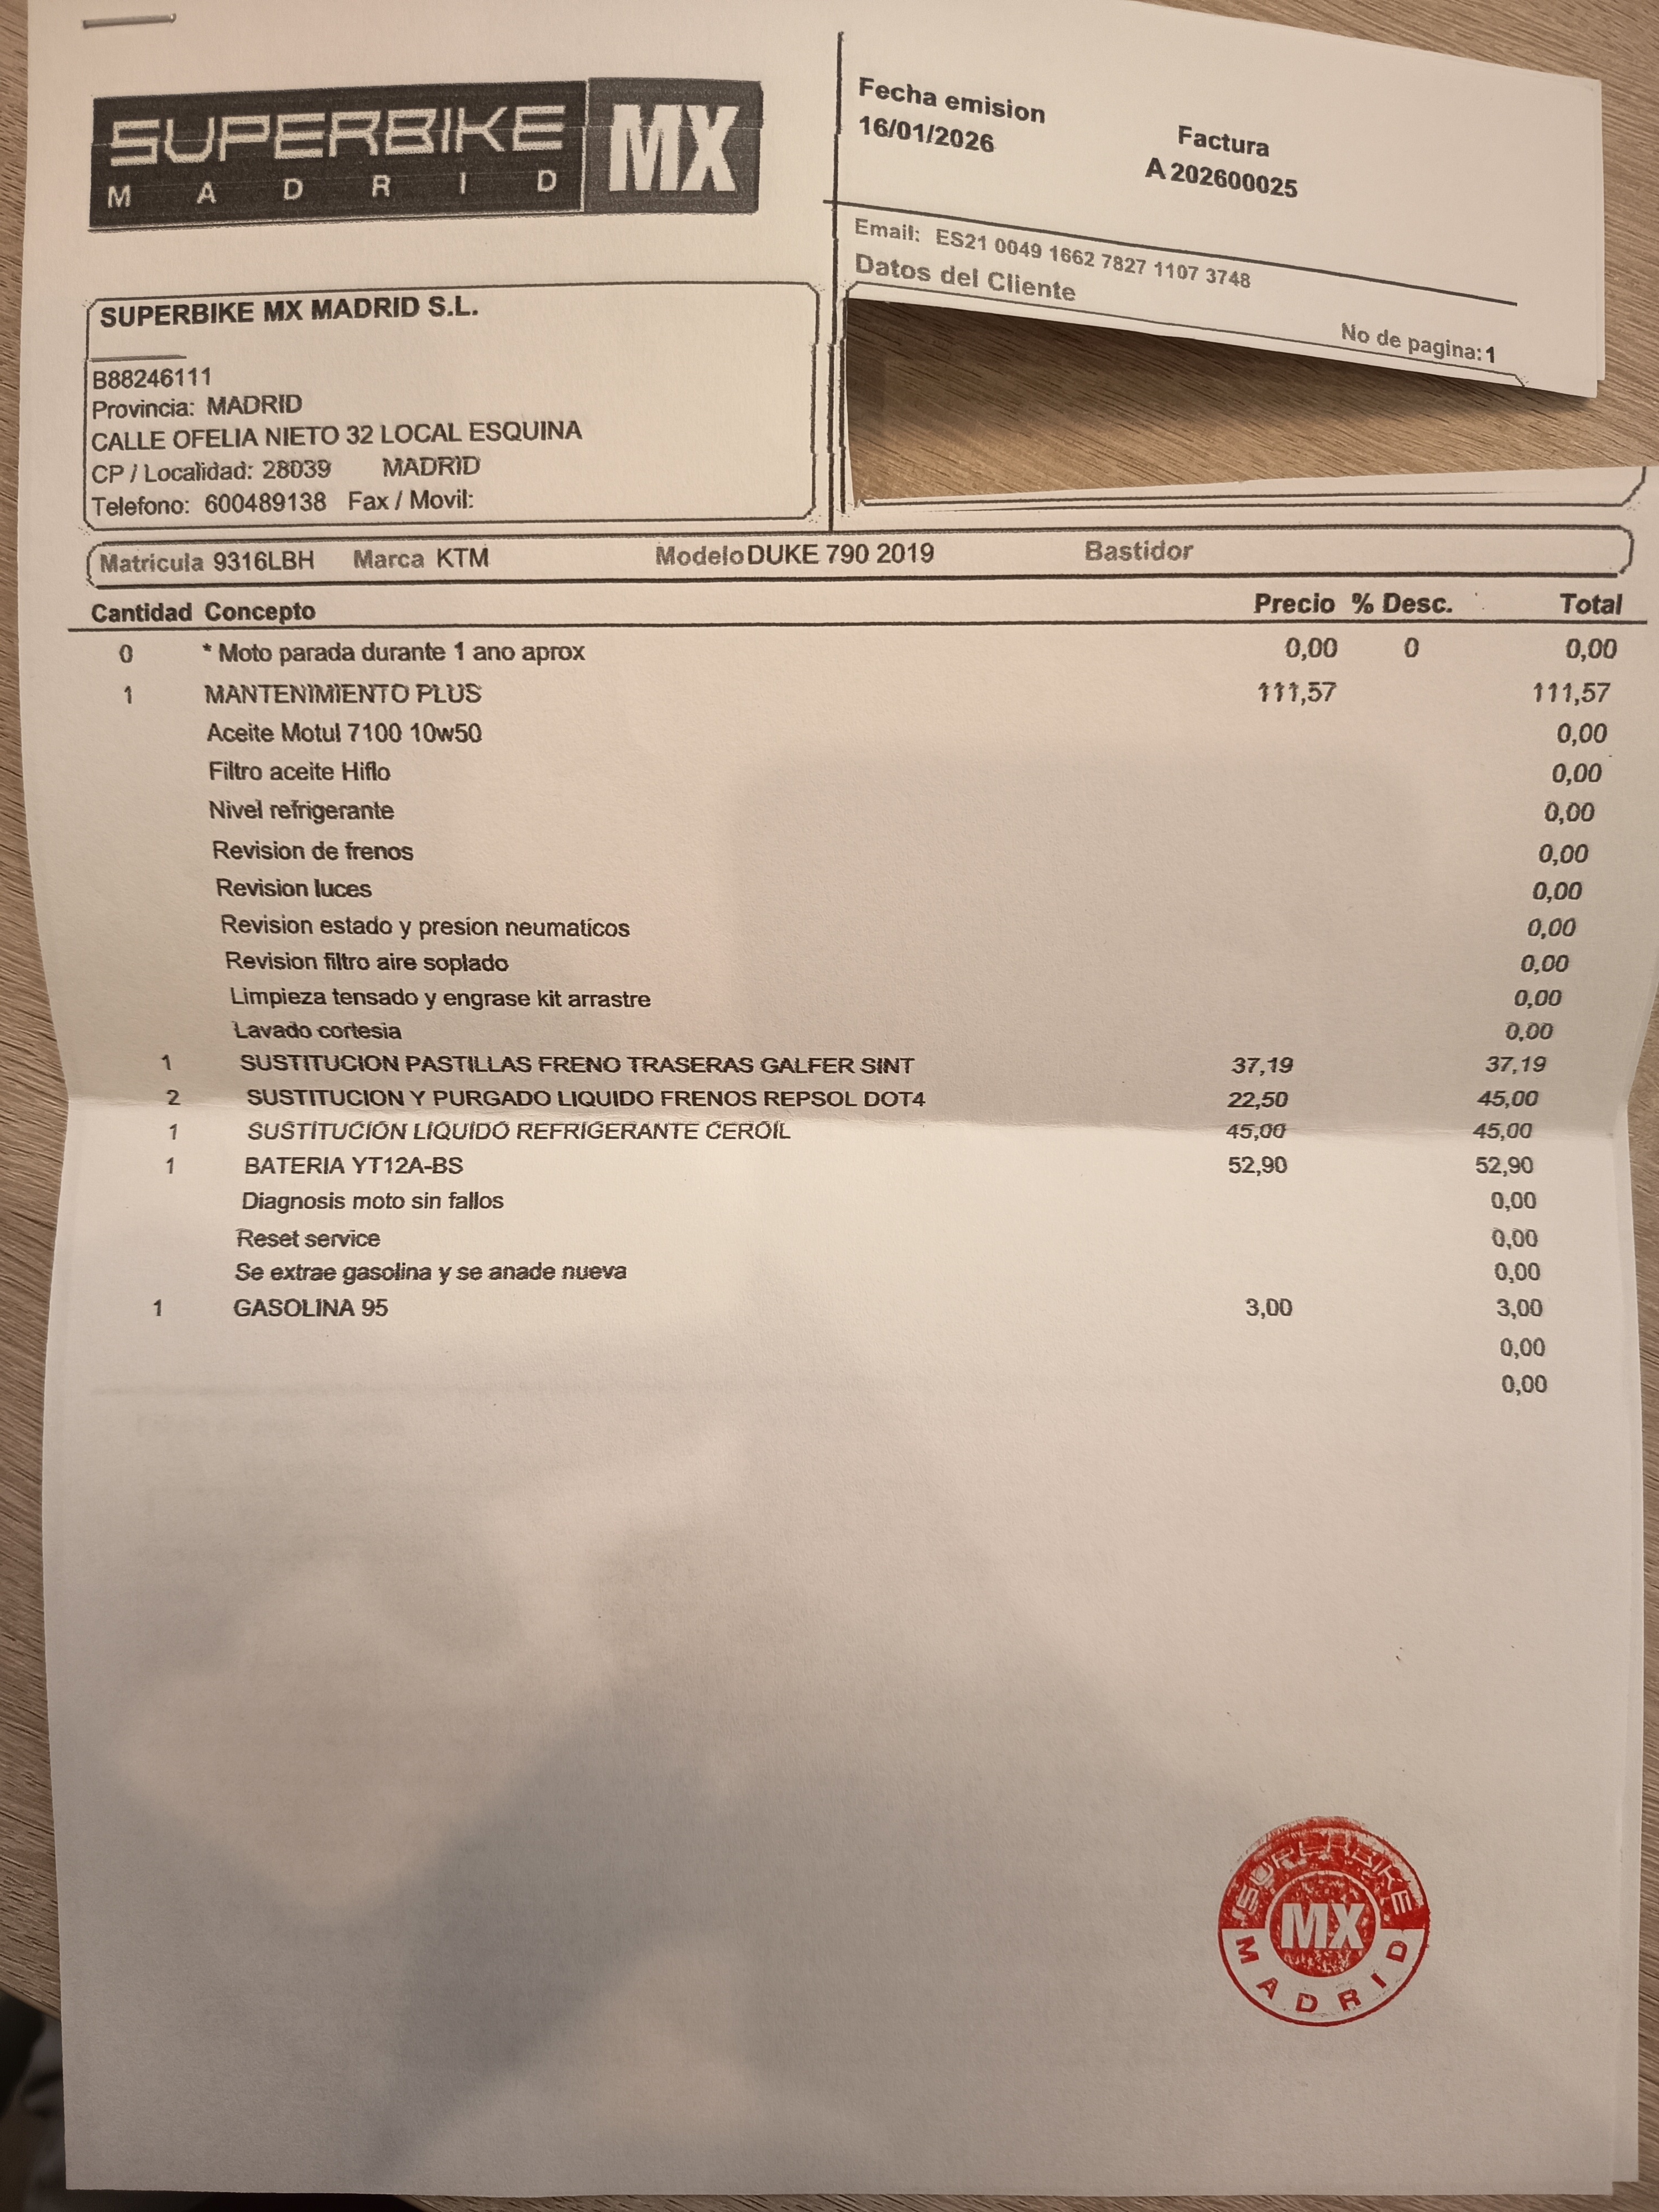 SUPERBIKE MX
MADRID
Fecha emision
16/01/2026
Factura
A 202600025
Email: ES21 0049 1662 7827 1107 3748
Datos del Cliente
No de pagina: 1
SUPERBIKE MX MADRID S.L.
B88246111
Provincia: MADRID
CALLE OFELIA NIETO 32 LOCAL ESQUINA
CP / Localidad: 28039 MADRID
Telefono: 600489138 Fax / Movil:
Matricula 9316LBH Marca KTM Modelo DUKE 790 2019 Bastidor
Cantidad Concepto Precio % Desc. Total
0 * Moto parada durante 1 ano aprox 0,00 0 0,00
1 MANTENIMIENTO PLUS 111,57 111,57
Aceite Motul 7100 10w50 0,00
Filtro aceite Hiflo 0,00
Nivel refrigerante 0,00
Revision de frenos 0,00
Revision luces 0,00
Revision estado y presion neumaticos 0,00
Revision filtro aire soplado 0,00
Limpieza tensado y engrase kit arrastre 0,00
Lavado cortesia 0,00
1 SUSTITUCION PASTILLAS FRENO TRASERAS GALFER SINT 37,19 37,19
2 SUSTITUCION Y PURGADO LIQUIDO FRENOS REPSOL DOT4 22,50 45,00
1 SUSTITUCION LIQUIDO REFRIGERANTE CEROIL 45,00 45,00
1 BATERIA YT12A-BS 52,90 52,90
Diagnosis moto sin fallos 0,00
Reset service 0,00
Se extrae gasolina y se anade nueva 0,00
1 GASOLINA 95 3,00 3,00
0,00
0,00
SUPERBIKE
MX
MADRID